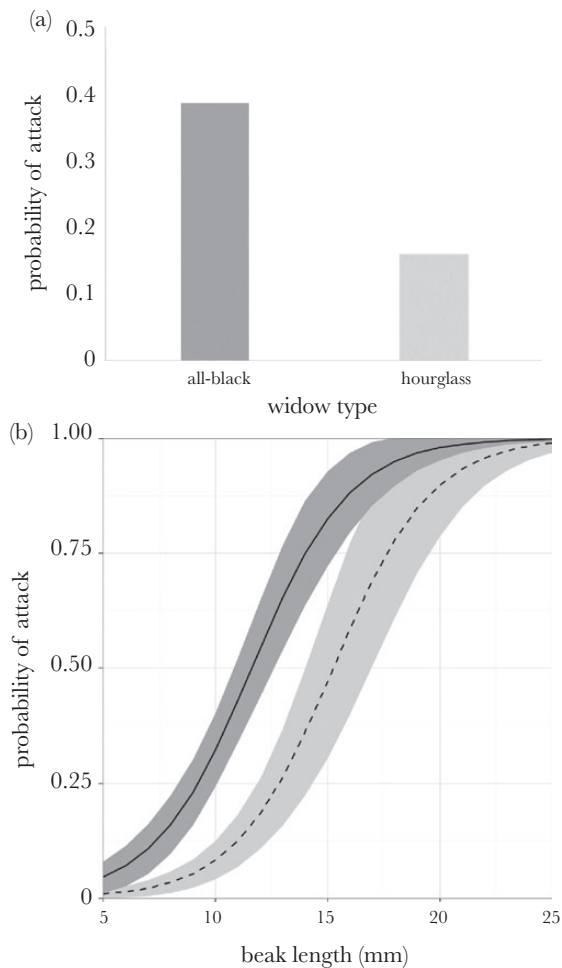 (a)
0.5
0.4
0.3
0.2
0.1
0
probability of attack
all-black hourglass
widow type
(b)
1.00
0.75
0.50
0.25
0
probability of attack
5 10 15 20 25
beak length (mm)